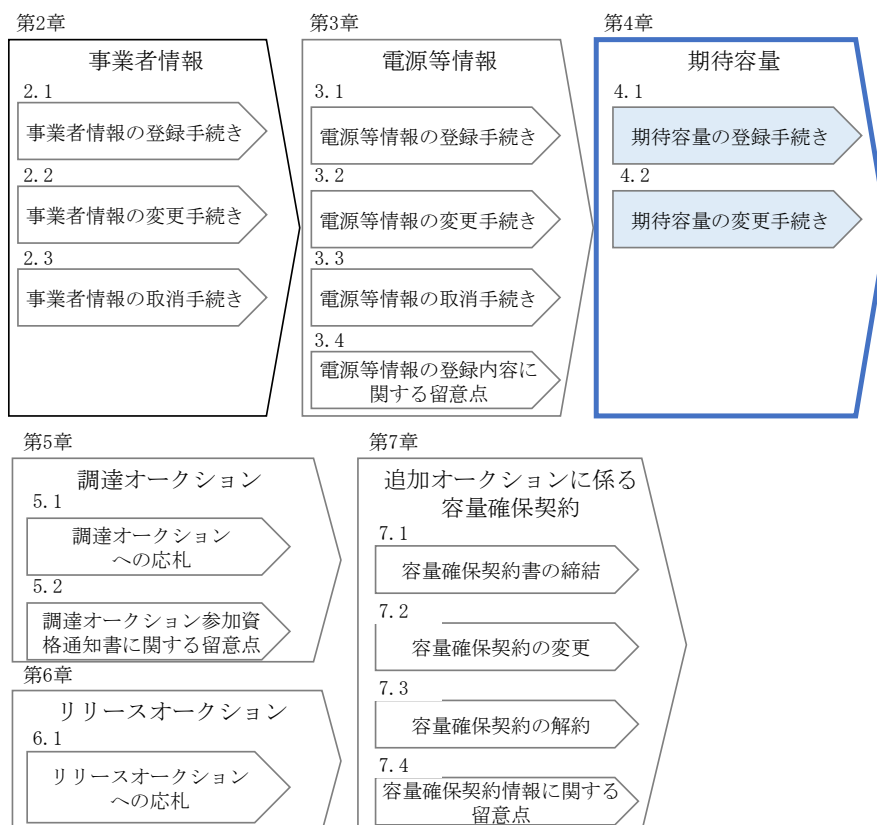 第2章
事業者情報
2.1
事業者情報の登録手続き
2.2
事業者情報の変更手続き
2.3
事業者情報の取消手続き
第3章
電源等情報
3.1
電源等情報の登録手続き
3.2
電源等情報の変更手続き
3.3
電源等情報の取消手続き
3.4
電源等情報の登録内容に
関する留意点
第4章
期待容量
4.1
期待容量の登録手続き
4.2
期待容量の変更手続き
第5章
調達オークション
5.1
調達オークション
への応札
5.2
調達オークション参加資
格通知書に関する留意点
第6章
リリースオークション
6.1
リリースオークション
への応札
第7章
追加オークションに係る
容量確保契約
7.1
容量確保契約書の締結
7.2
容量確保契約の変更
7.3
容量確保契約の解約
7.4
容量確保契約情報に関する
留意点